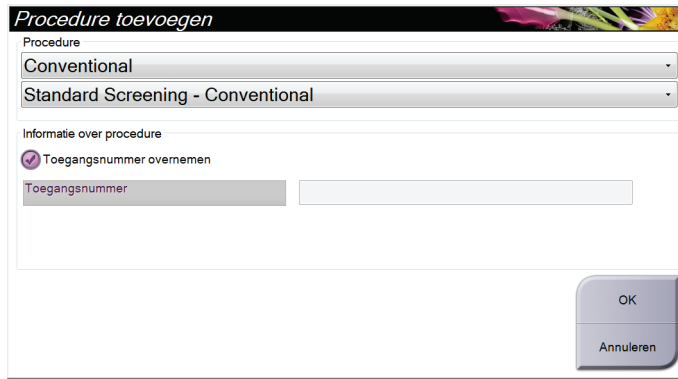 Procedure toevoegen
Procedure
Conventional
Standard Screening - Conventional
Informatie over procedure
Toegangsnummer overnemen
Toegangsnummer
OK
Annuleren